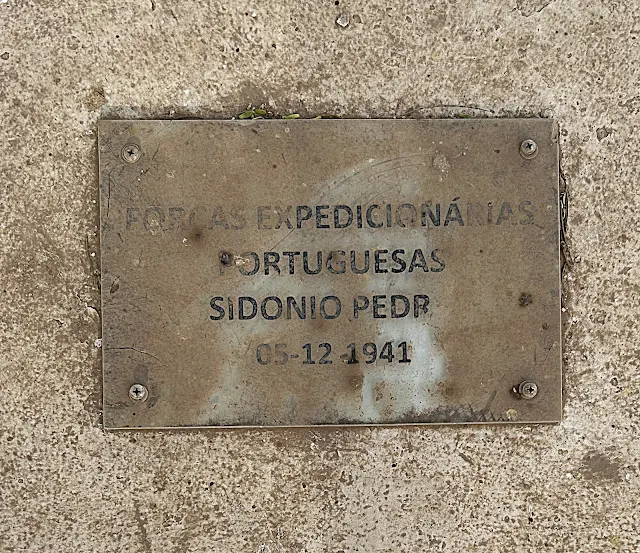 FORÇAS EXPEDICIONÁRIAS
PORTUGUESAS
SIDONIO PEDR
05-12-1941